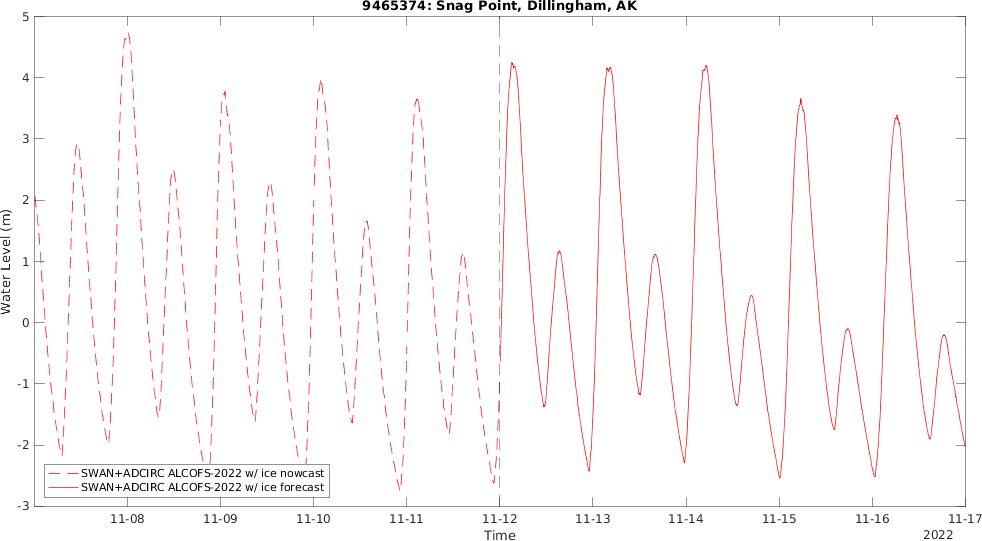 9465374: Snag Point, Dillingham, AK
5
4
3
2
1
0
-1
-2
-3
Water Level (m)
SWAN+ADCIRC ALCOFS-2022 w/ ice nowcast
SWAN+ADCIRC ALCOFS-2022 w/ ice forecast
11-08 11-09 11-10 11-11 11-12 11-13 11-14 11-15 11-16 11-17
Time
2022